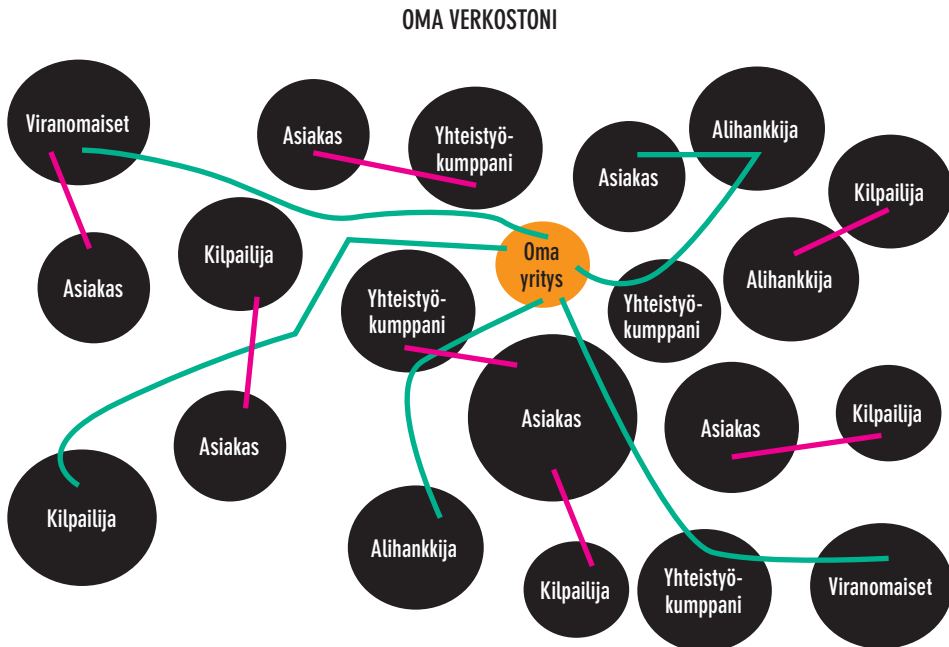 OMA VERKOSTONI
Viranomaiset
Asiakas
Yhteistyö-
kumppani
Asiakas
Alihankkija
Kilpailija
Asiakas
Kilpailija
Oma
yritys
Alihankkija
Yhteistyö-
kumppani
Yhteistyö-
kumppani
Asiakas
Asiakas
Asiakas
Kilpailija
Kilpailija
Alihankkija
Kilpailija
Yhteistyö-
kumppani
Viranomaiset